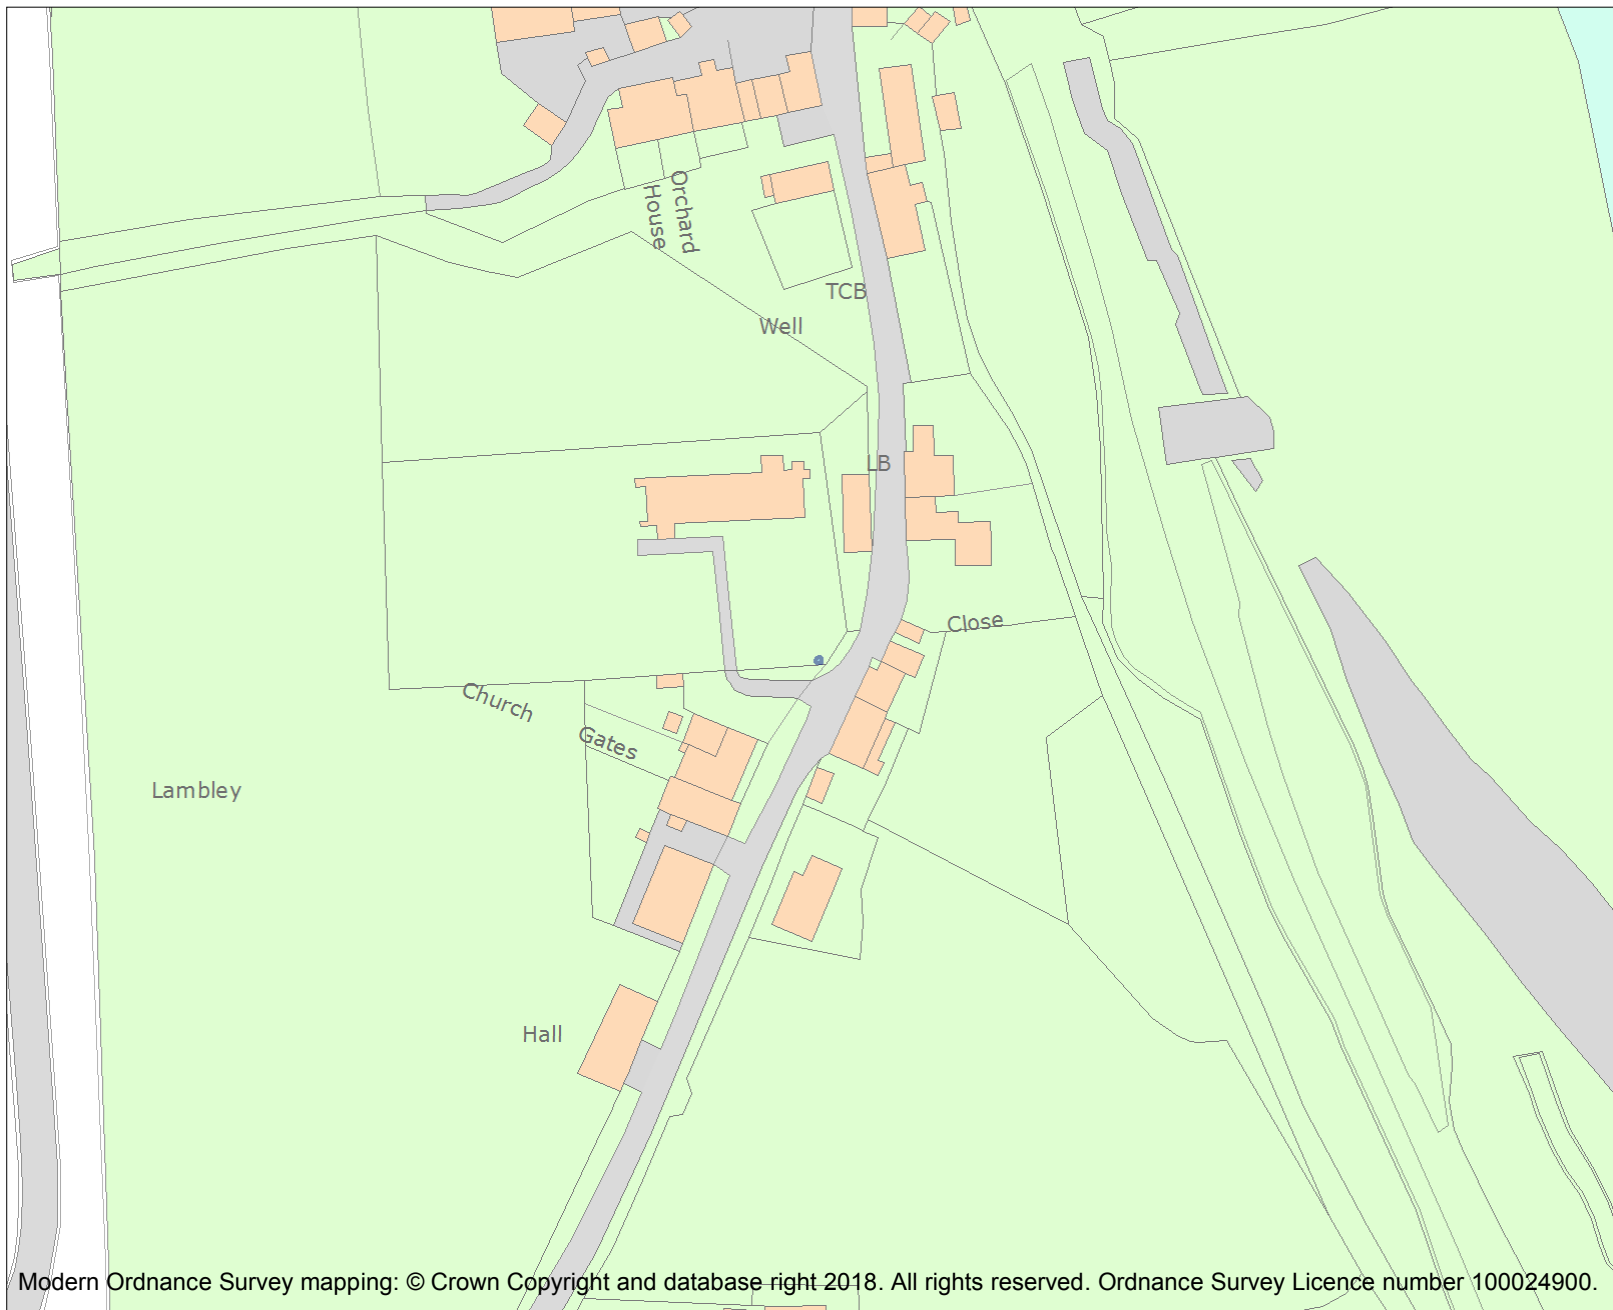 Orchard
House
TCB
Well
LB
Close
Church
Gates
Lambley
Hall
Modern Ordnance Survey mapping: © Crown Copyright and database right 2018. All rights reserved. Ordnance Survey Licence number 100024900.